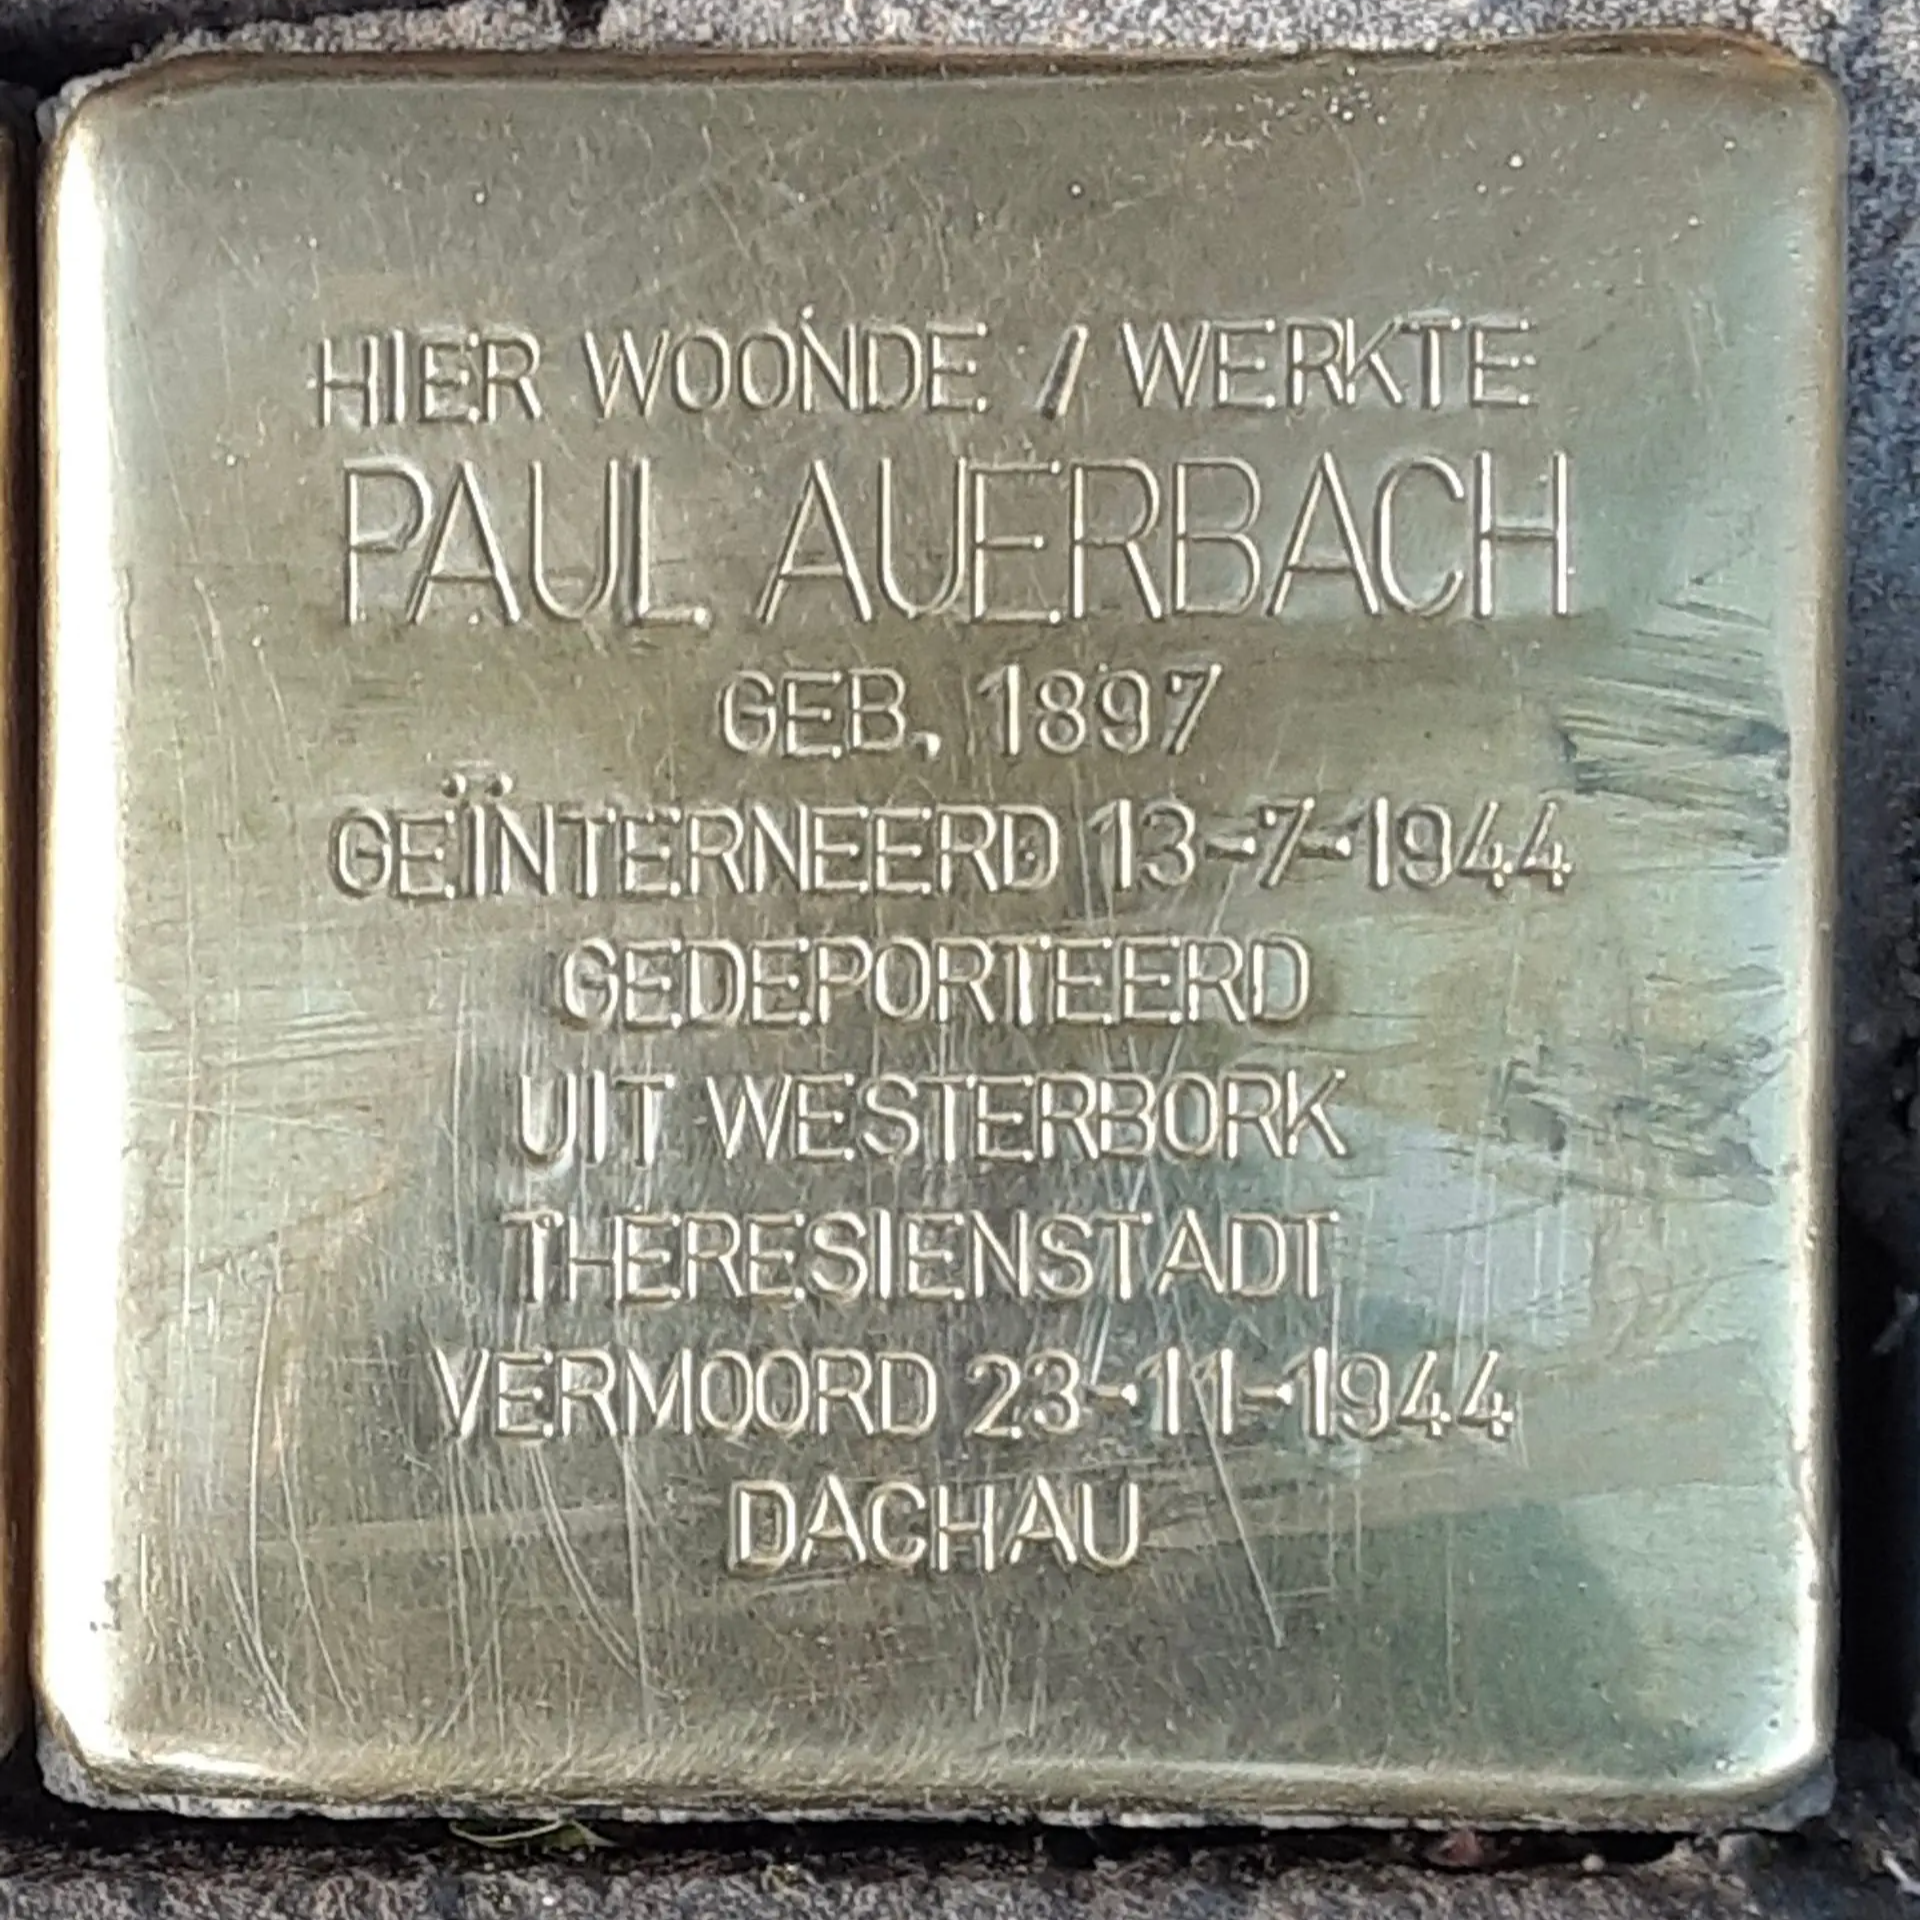 HIER WOONDE / WERKTE
PAUL AUERBACH
GEB. 1897
GEÏNTERNEERD 13-7-1944
GEDEPORTEERD
UIT WESTERBORK
THERESIENSTADT
VERMOORD 23-11-1944
DACHAU